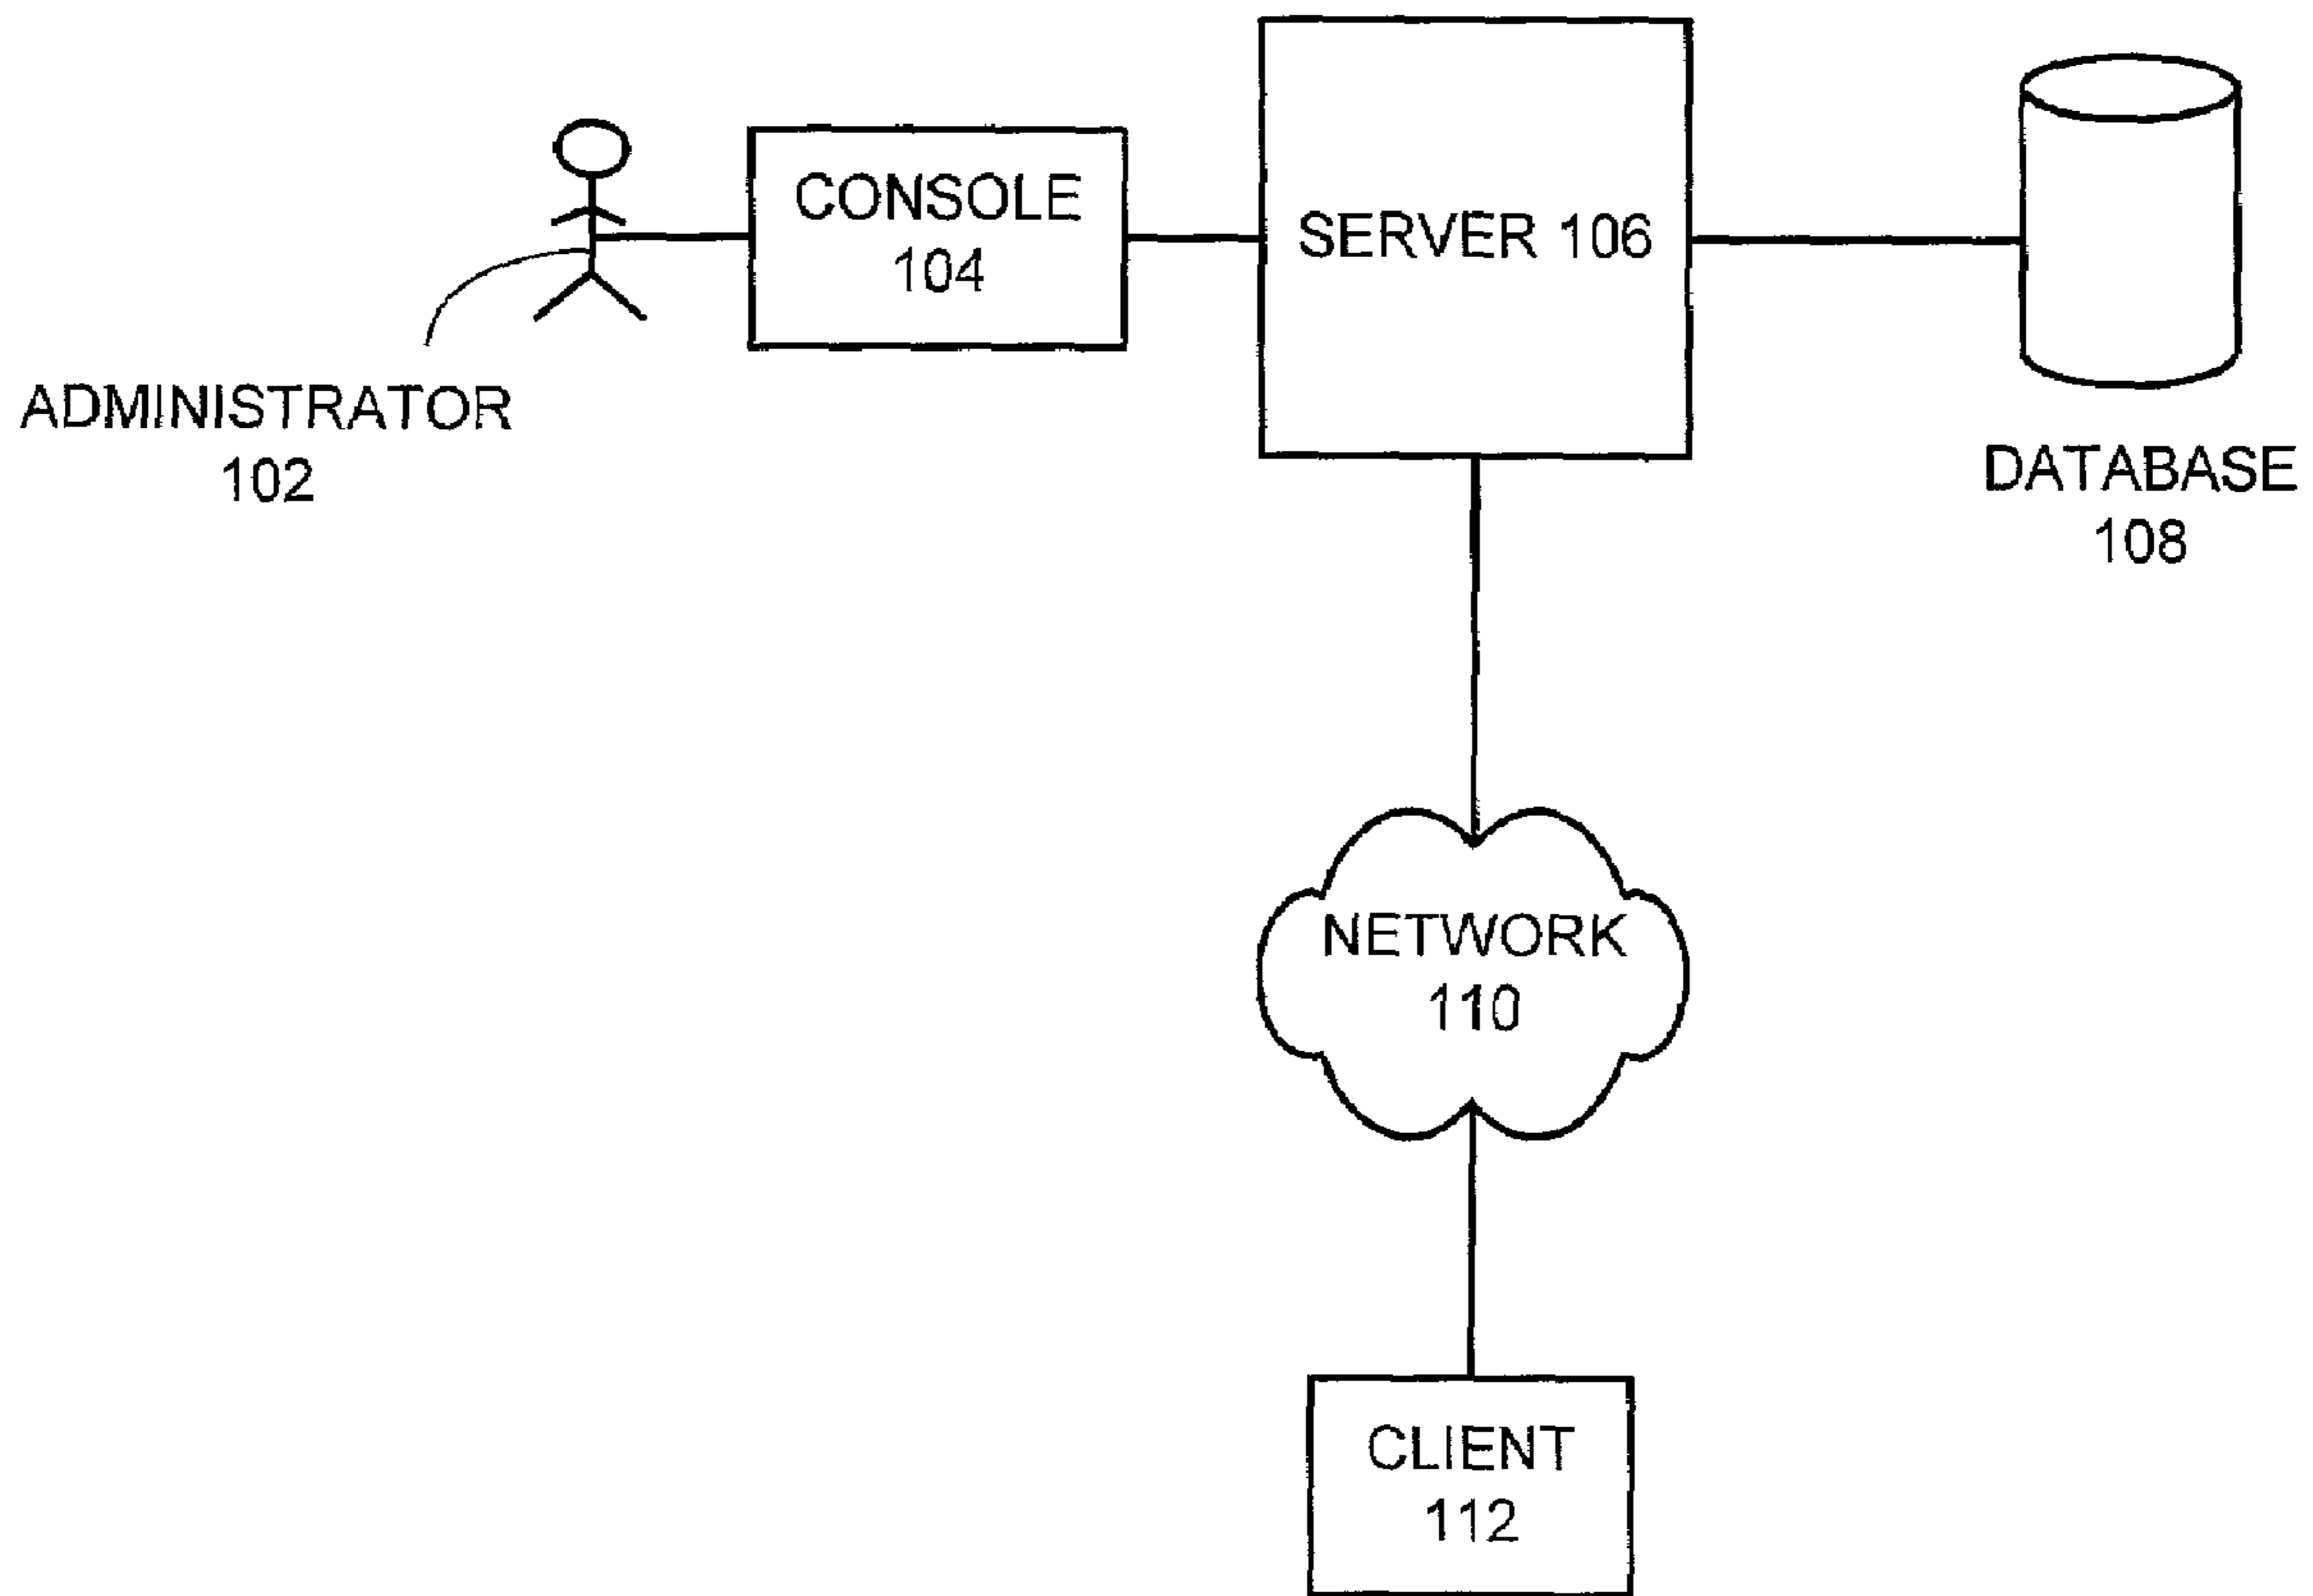 CONSOLE
104
SERVER 106
ADMINISTRATOR
102
DATABASE
108
NETWORK
110
CLIENT
112